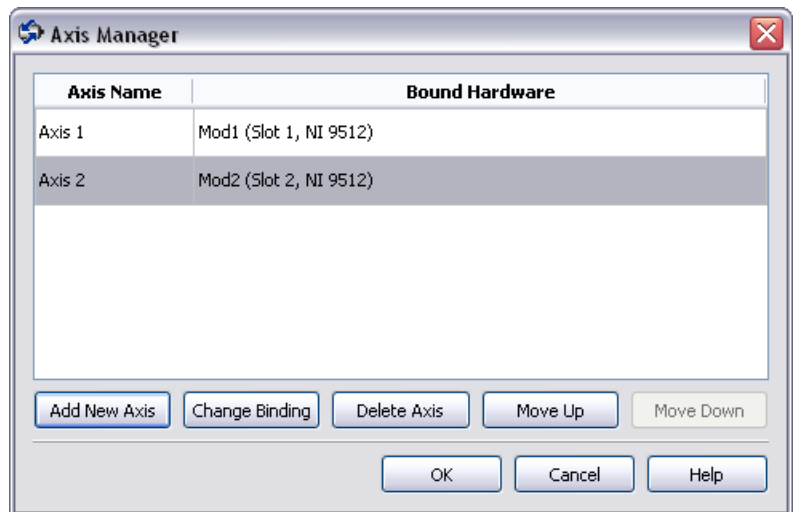 Axis Manager
Axis Name Bound Hardware
Axis 1 Mod1 (Slot 1, NI 9512)
Axis 2 Mod2 (Slot 2, NI 9512)
Add New Axis Change Binding Delete Axis Move Up Move Down
OK Cancel Help